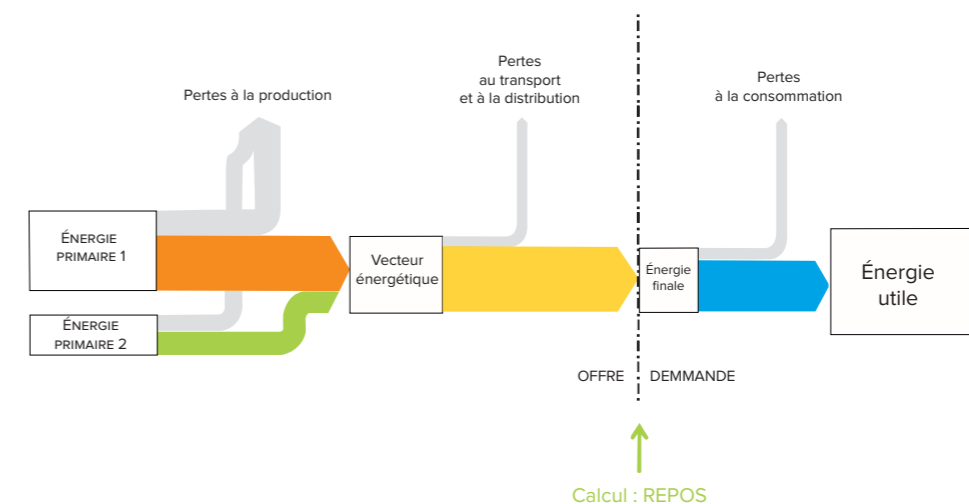 Pertes à la production
Pertes
au transport
et à la distribution
Pertes
à la consommation
ÉNERGIE
PRIMAIRE 1
ÉNERGIE
PRIMAIRE 2
Vecteur
énergétique
Énergie
finale
Énergie
utile
OFFRE
DEMMANDE
Calcul : REPOS